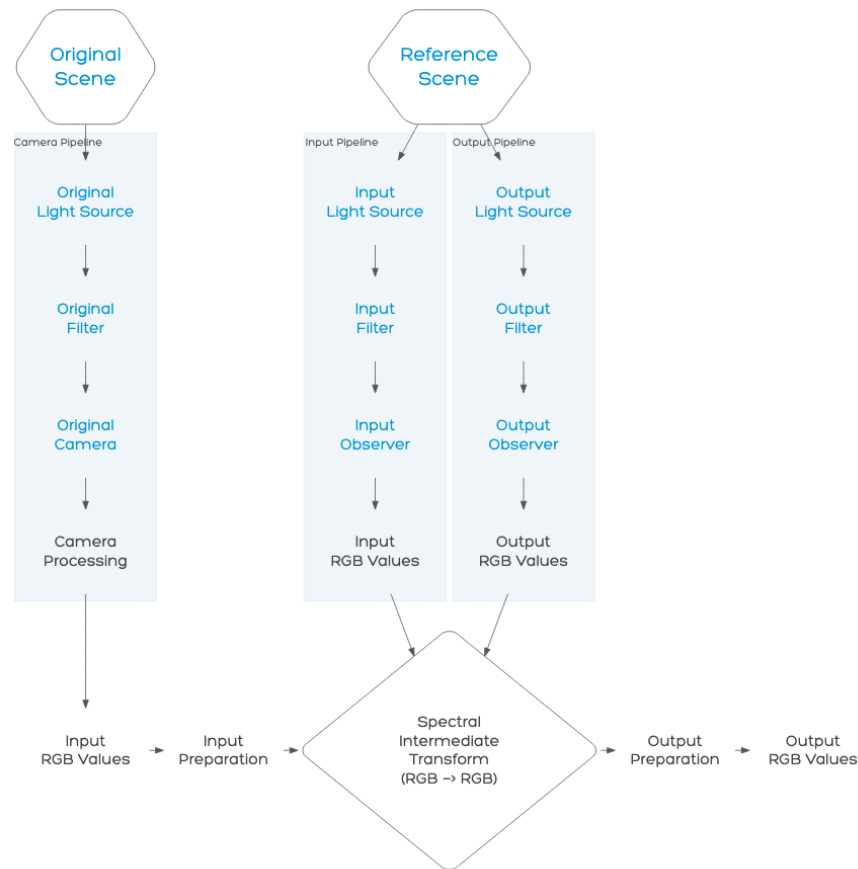 Original
Scene
Reference
Scene
Camera Pipeline
Input Pipeline
Output Pipeline
Original
Light Source
Input
Light Source
Output
Light Source
Original
Filter
Input
Filter
Output
Filter
Original
Camera
Input
Observer
Output
Observer
Camera
Processing
Input
RGB Values
Output
RGB Values
Input
RGB Values
Input
Preparation
Spectral
Intermediate
Transform
(RGB -> RGB)
Output
Preparation
Output
RGB Values